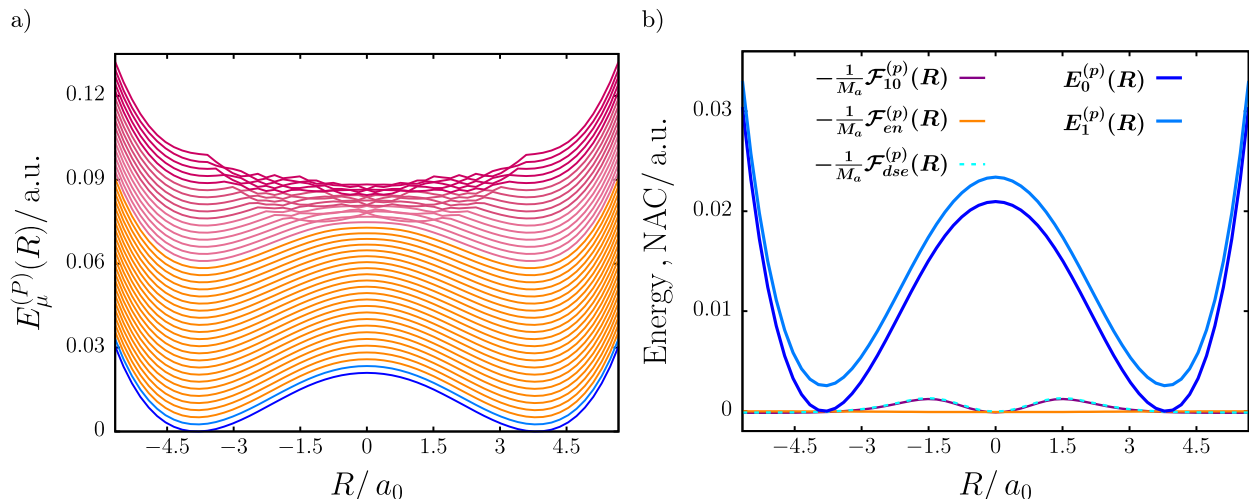 a)
E_μ^(P)(R)/ a.u.
0.12
0.09
0.06
0.03
0
−4.5 −3 −1.5 0 1.5 3 4.5
R/ a_0
b)
Energy , NAC/ a.u.
0.03
0.02
0.01
0
−1/M_a 𝓕_10^(p)(R)
−1/M_a 𝓕_en^(p)(R)
−1/M_a 𝓕_dse^(p)(R)
E_0^(p)(R)
E_1^(p)(R)
−4.5 −3 −1.5 0 1.5 3 4.5
R/ a_0